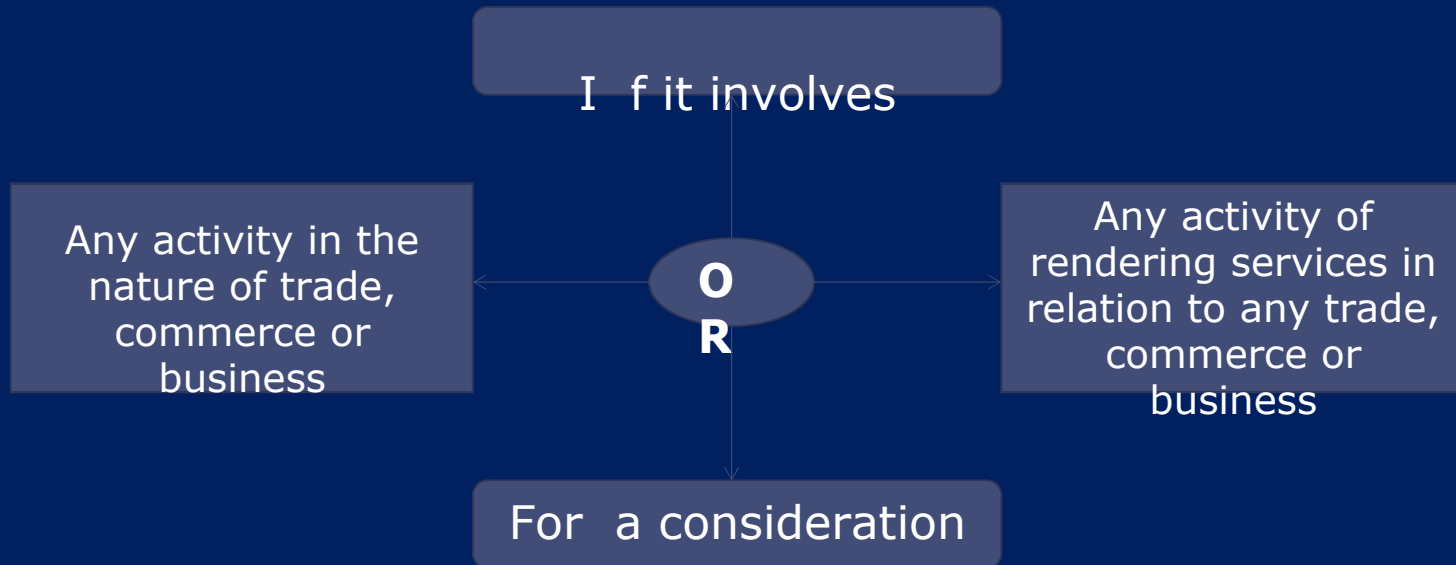 I f it involves
Any activity in the
nature of trade,
commerce or
business
O
R
Any activity of
rendering services in
relation to any trade,
commerce or
business
For a consideration